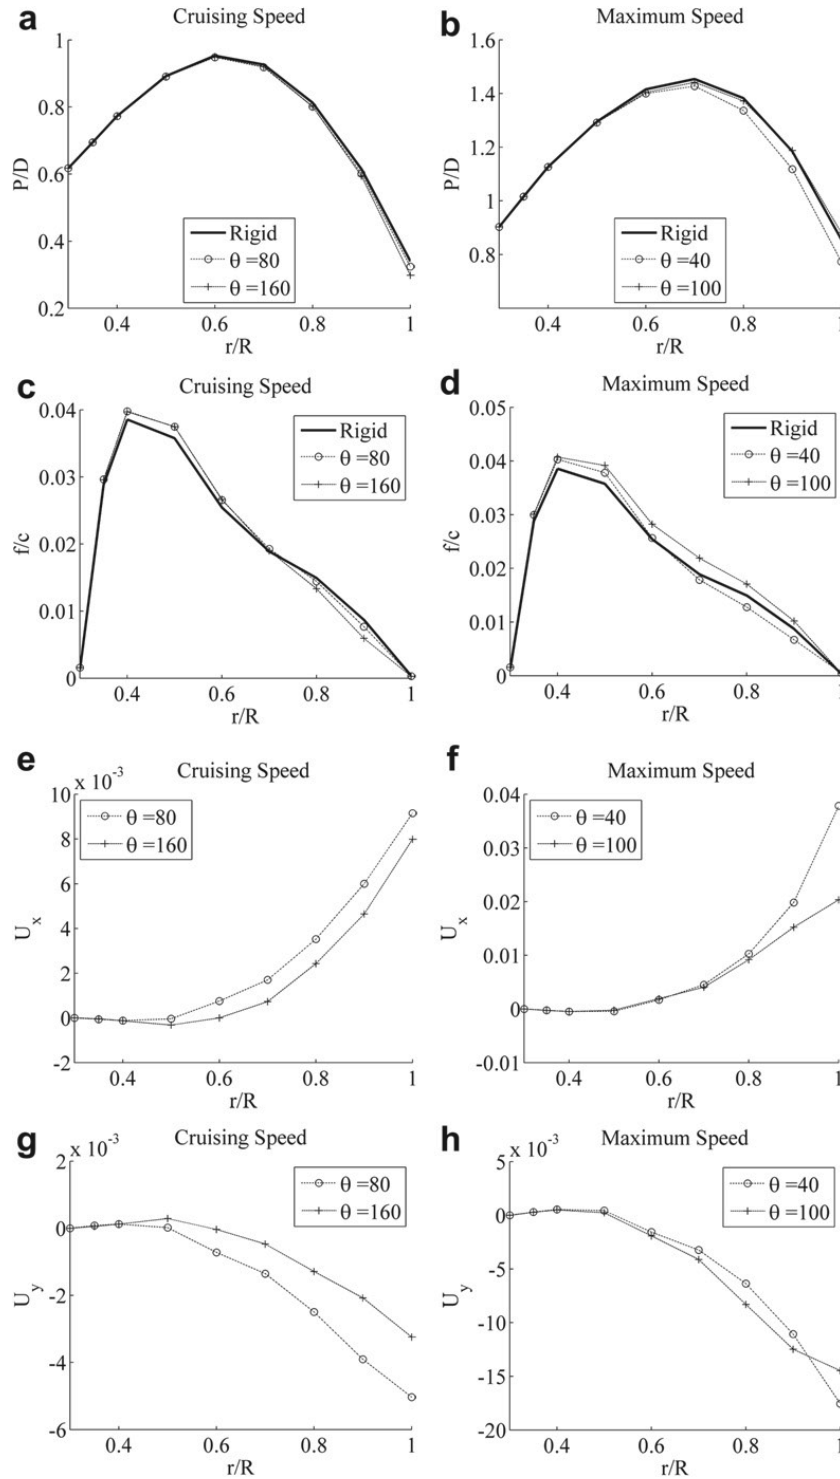 a
Cruising Speed
1
0.8
0.6
0.4
0.2
P/D
Rigid
θ =80
θ =160
0.4 0.6 0.8 1
r/R
b
Maximum Speed
1.6
1.4
1.2
1
0.8
P/D
Rigid
θ =40
θ =100
0.4 0.6 0.8 1
r/R
c
Cruising Speed
0.04
0.03
0.02
0.01
0
f/c
Rigid
θ =80
θ =160
0.4 0.6 0.8 1
r/R
d
Maximum Speed
0.05
0.04
0.03
0.02
0.01
0
f/c
Rigid
θ =40
θ =100
0.4 0.6 0.8 1
r/R
e
x 10⁻³
Cruising Speed
10
8
6
4
2
0
-2
Uₓ
θ =80
θ =160
0.4 0.6 0.8 1
r/R
f
Maximum Speed
0.04
0.03
0.02
0.01
0
-0.01
Uₓ
θ =40
θ =100
0.4 0.6 0.8 1
r/R
g
x 10⁻³
Cruising Speed
2
0
-2
-4
-6
U_y
θ =80
θ =160
0.4 0.6 0.8 1
r/R
h
x 10⁻³
Maximum Speed
5
0
-5
-10
-15
-20
U_y
θ =40
θ =100
0.4 0.6 0.8 1
r/R